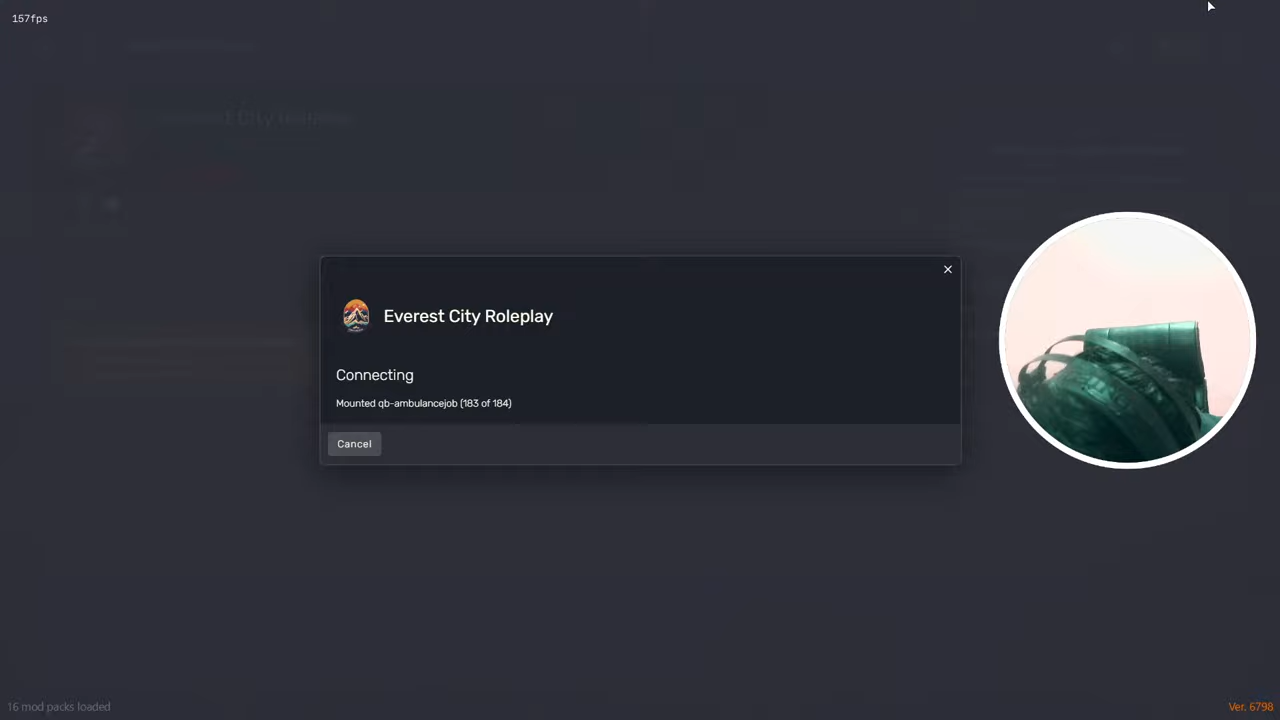 157fps
Everest City Roleplay
Connecting
Mounted qb-ambulancejob (183 of 184)
Cancel
16 mod packs loaded
Ver. 6798